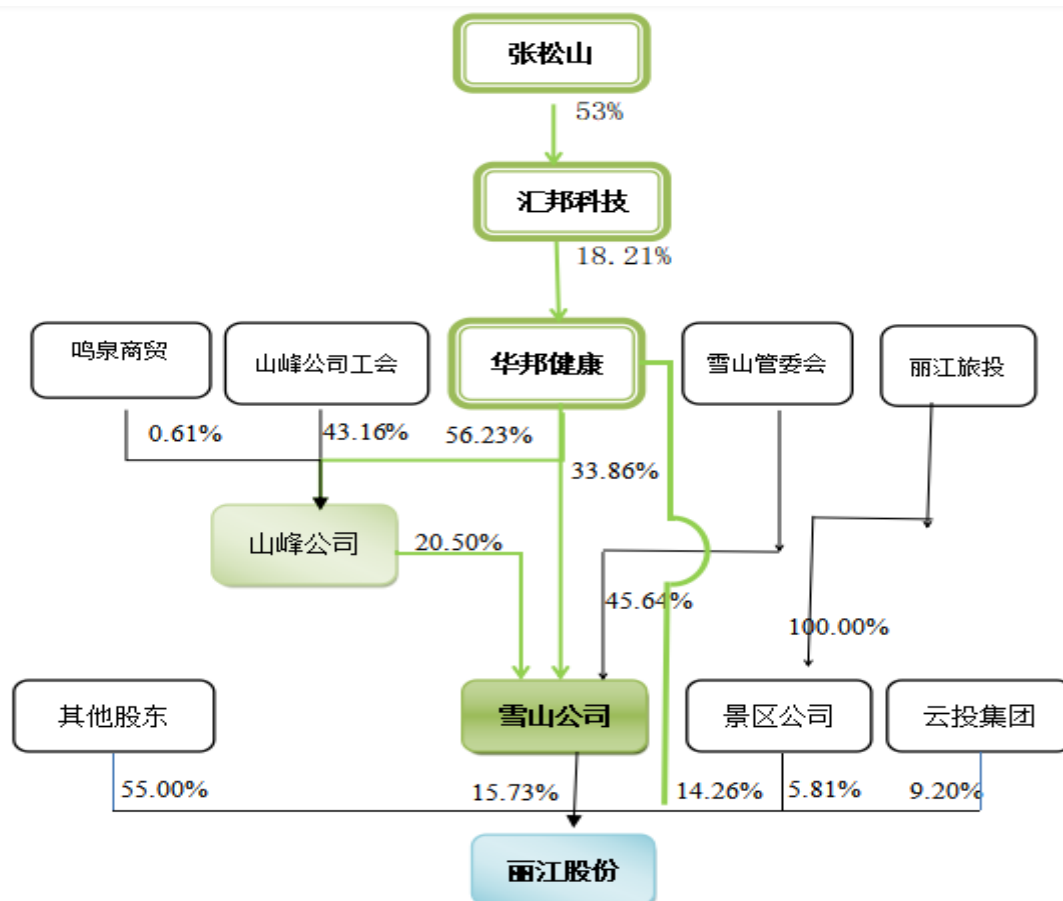 张松山
53%
汇邦科技
18.21%
鸣泉商贸
山峰公司工会
华邦健康
雪山管委会
丽江旅投
0.61%
43.16%
56.23%
33.86%
山峰公司
20.50%
45.64%
100.00%
其他股东
雪山公司
景区公司
云投集团
55.00%
15.73%
14.26%
5.81%
9.20%
丽江股份